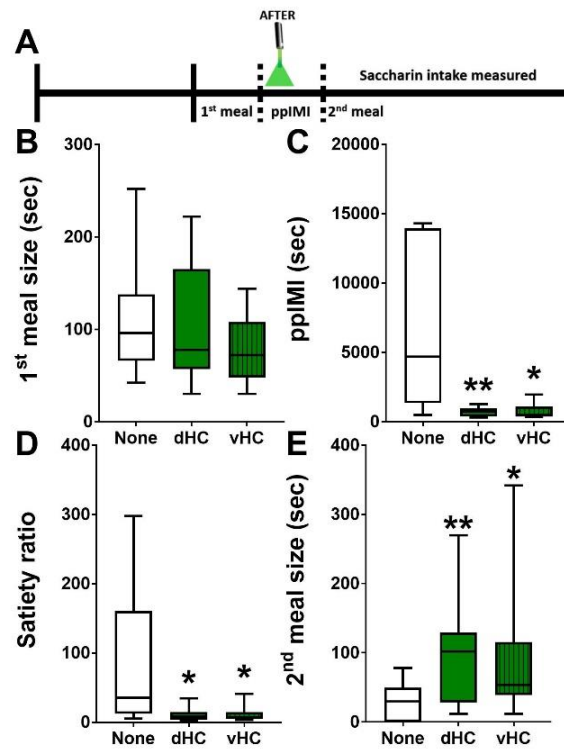 AFTER
A
Saccharin intake measured
1st meal
ppIMI
2nd meal
B
1st meal size (sec)
300
200
100
0
None
dHC
vHC
C
ppIMI (sec)
20000
15000
10000
5000
0
**
*
None
dHC
vHC
D
Satiety ratio
400
300
200
100
0
*
*
None
dHC
vHC
E
2nd meal size (sec)
400
300
200
100
0
**
*
None
dHC
vHC